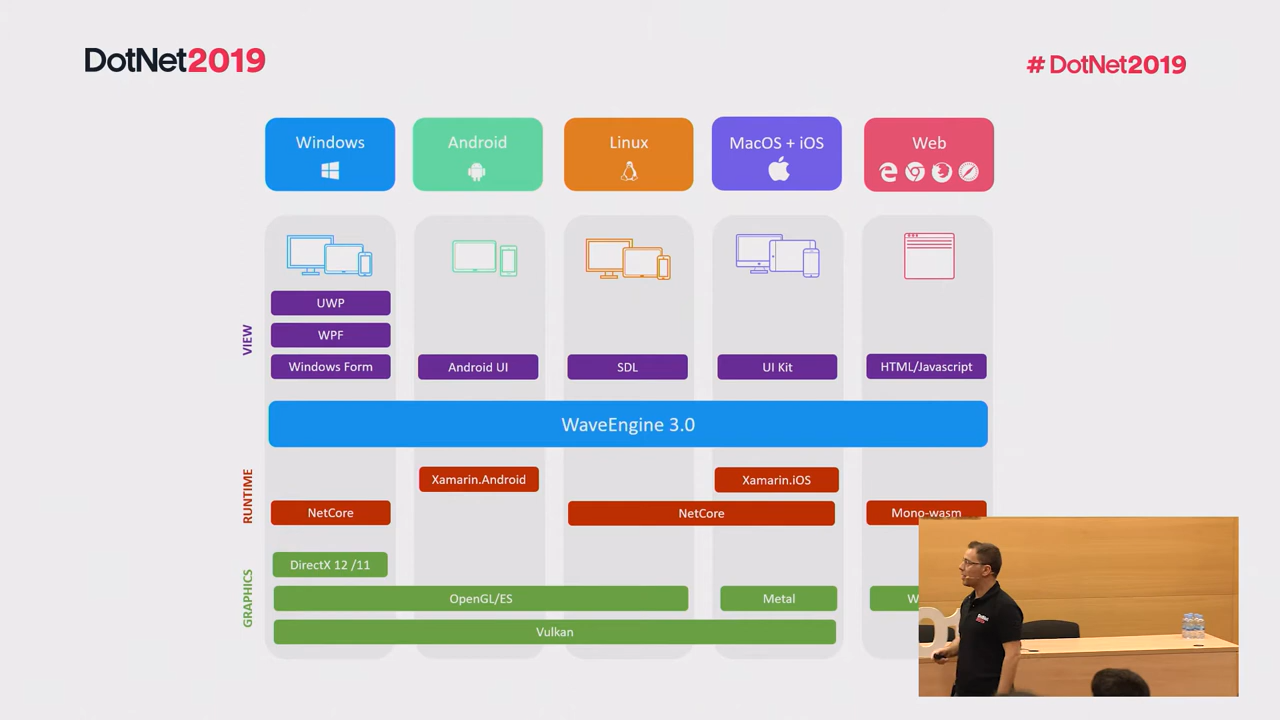 DotNet2019
# DotNet2019
Windows
Android
Linux
MacOS + iOS
Web
VIEW
UWP
WPF
Windows Form
Android UI
SDL
UI Kit
HTML/Javascript
WaveEngine 3.0
RUNTIME
Xamarin.Android
Xamarin.iOS
NetCore
NetCore
Mono-wasm
GRAPHICS
DirectX 12 /11
OpenGL/ES
Metal
Vulkan